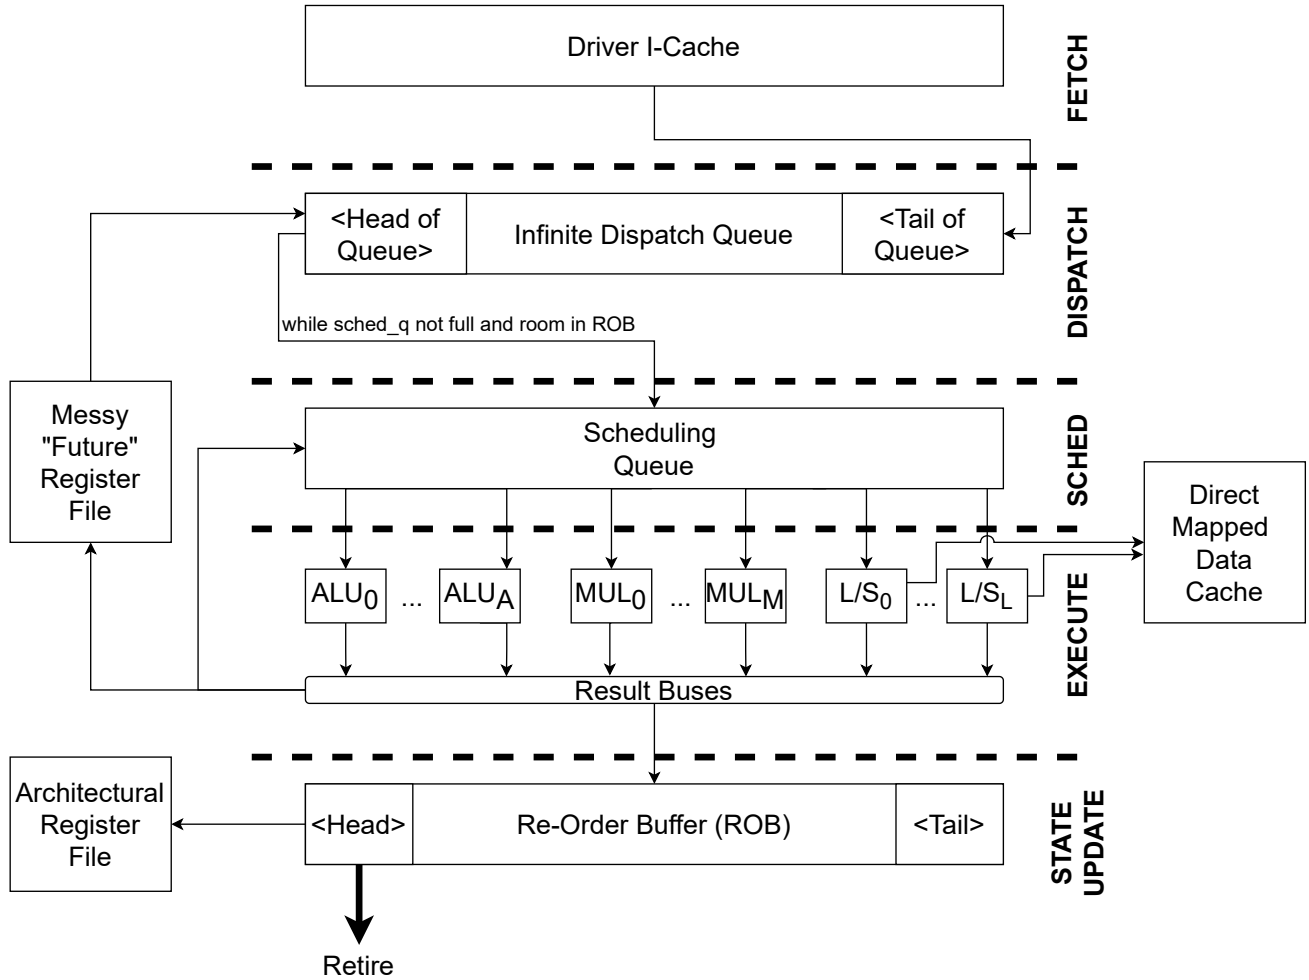 Driver I-Cache
FETCH
<Head of
Queue>
Infinite Dispatch Queue
<Tail of
Queue>
DISPATCH
while sched_q not full and room in ROB
Messy
"Future"
Register
File
Scheduling
Queue
SCHED
Direct
Mapped
Data
Cache
ALU0
...
ALUA
MUL0
...
MULM
L/S0
...
L/SL
EXECUTE
Result Buses
Architectural
Register
File
<Head>
Re-Order Buffer (ROB)
<Tail>
STATE
UPDATE
Retire